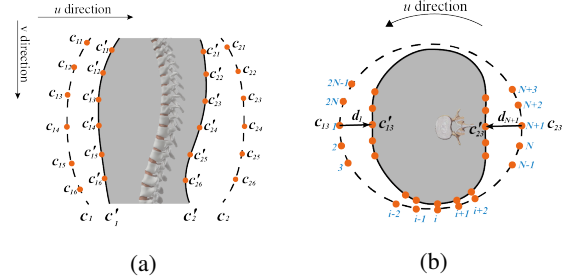 u direction
v direction
c11 c'11 c'21 c21
c12 c'12 c'22 c22
c13 c'13 c'23 c23
c14 c'14 c'24 c24
c15 c'15 c'25 c25
c16 c'16 c'26 c26
c1 c'1 c'2 c2
(a)
u direction
2N-1 N+3
2N N+2
c13 1 d1 c'13 c'23 dN+1 N+1 c23
2 N
3 N-1
i-2 i-1 i i+1 i+2
(b)